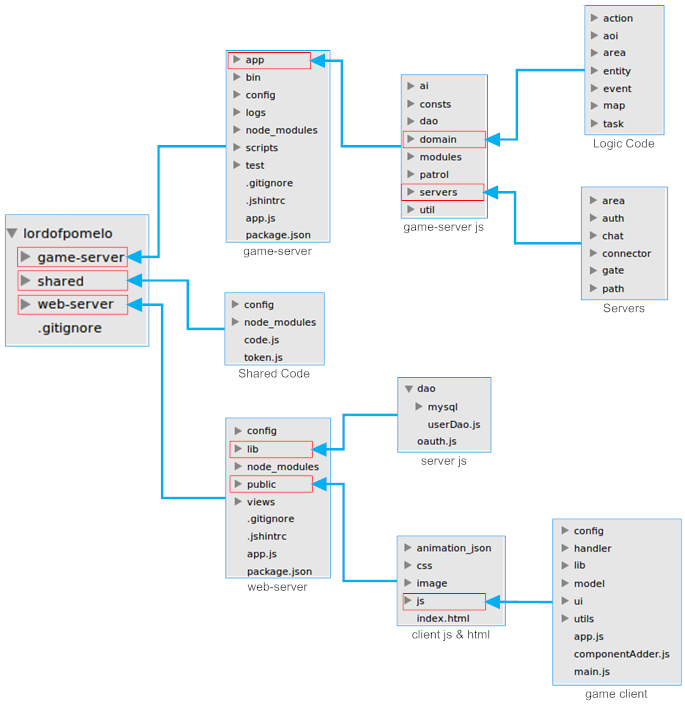 lordofpomelo
game-server
shared
web-server
.gitignore
app
bin
config
logs
node_modules
scripts
test
.gitignore
.jshintrc
app.js
package.json
game-server
ai
consts
dao
domain
modules
patrol
servers
util
game-server js
action
aoi
area
entity
event
map
task
Logic Code
area
auth
chat
connector
gate
path
Servers
config
node_modules
code.js
token.js
Shared Code
config
lib
node_modules
public
views
.gitignore
.jshintrc
app.js
package.json
web-server
dao
mysql
userDao.js
oauth.js
server js
animation_json
css
image
js
index.html
client js & html
config
handler
lib
model
ui
utils
app.js
componentAdder.js
main.js
game client